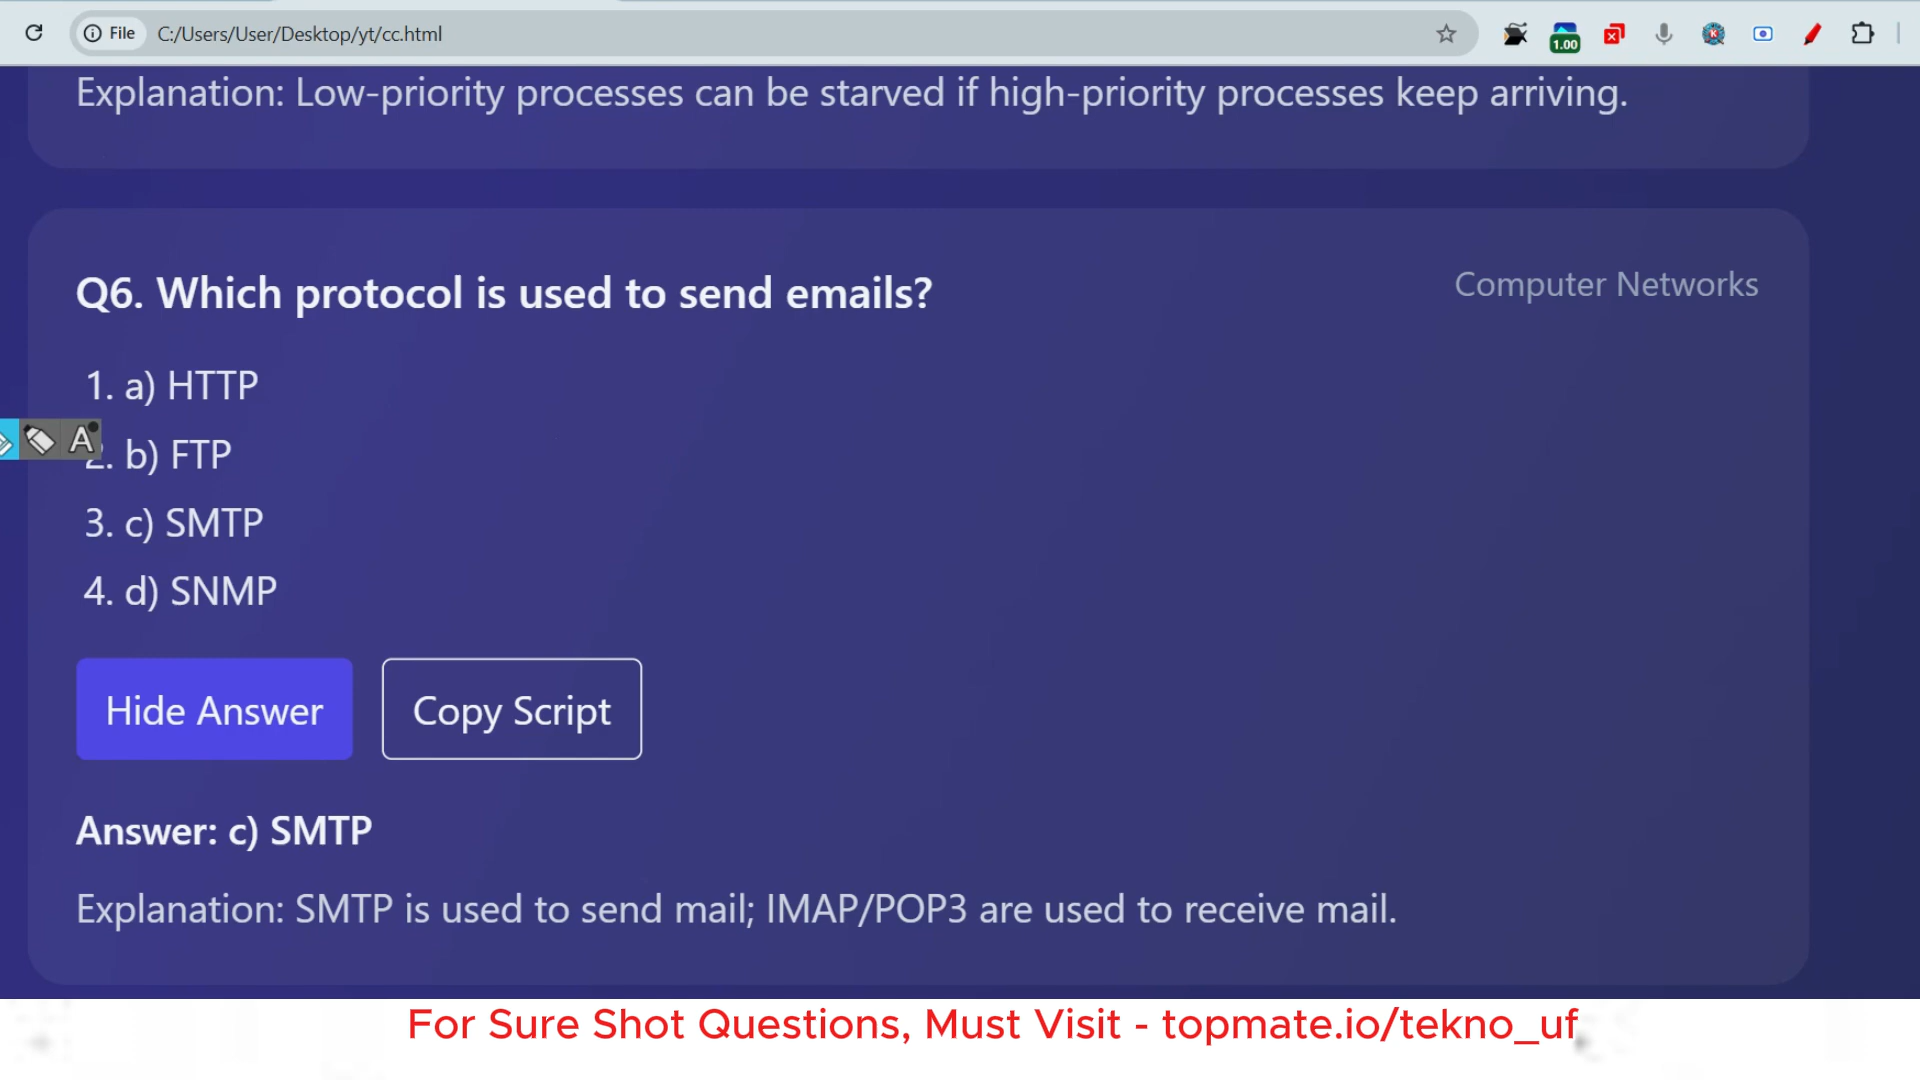 File C:/Users/User/Desktop/yt/cc.html
1.00
Explanation: Low-priority processes can be starved if high-priority processes keep arriving.
Q6. Which protocol is used to send emails?
Computer Networks
1. a) HTTP
A
2. b) FTP
3. c) SMTP
4. d) SNMP
Hide Answer
Copy Script
Answer: c) SMTP
Explanation: SMTP is used to send mail; IMAP/POP3 are used to receive mail.
For Sure Shot Questions, Must Visit - topmate.io/tekno_uf